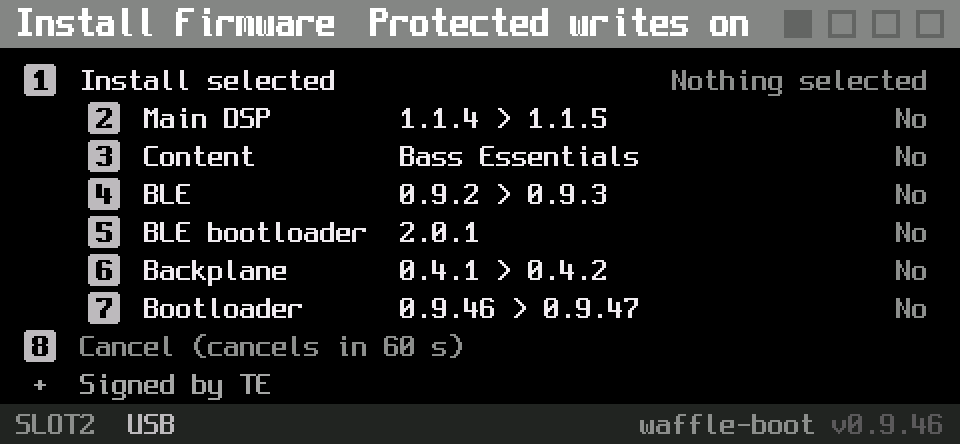 Install Firmware Protected writes on
1 Install selected Nothing selected
2 Main DSP 1.1.4 > 1.1.5 No
3 Content Bass Essentials No
4 BLE 0.9.2 > 0.9.3 No
5 BLE bootloader 2.0.1 No
6 Backplane 0.4.1 > 0.4.2 No
7 Bootloader 0.9.46 > 0.9.47 No
8 Cancel (cancels in 60 s)
+ Signed by TE
SLOT2 USB waffle-boot v0.9.46